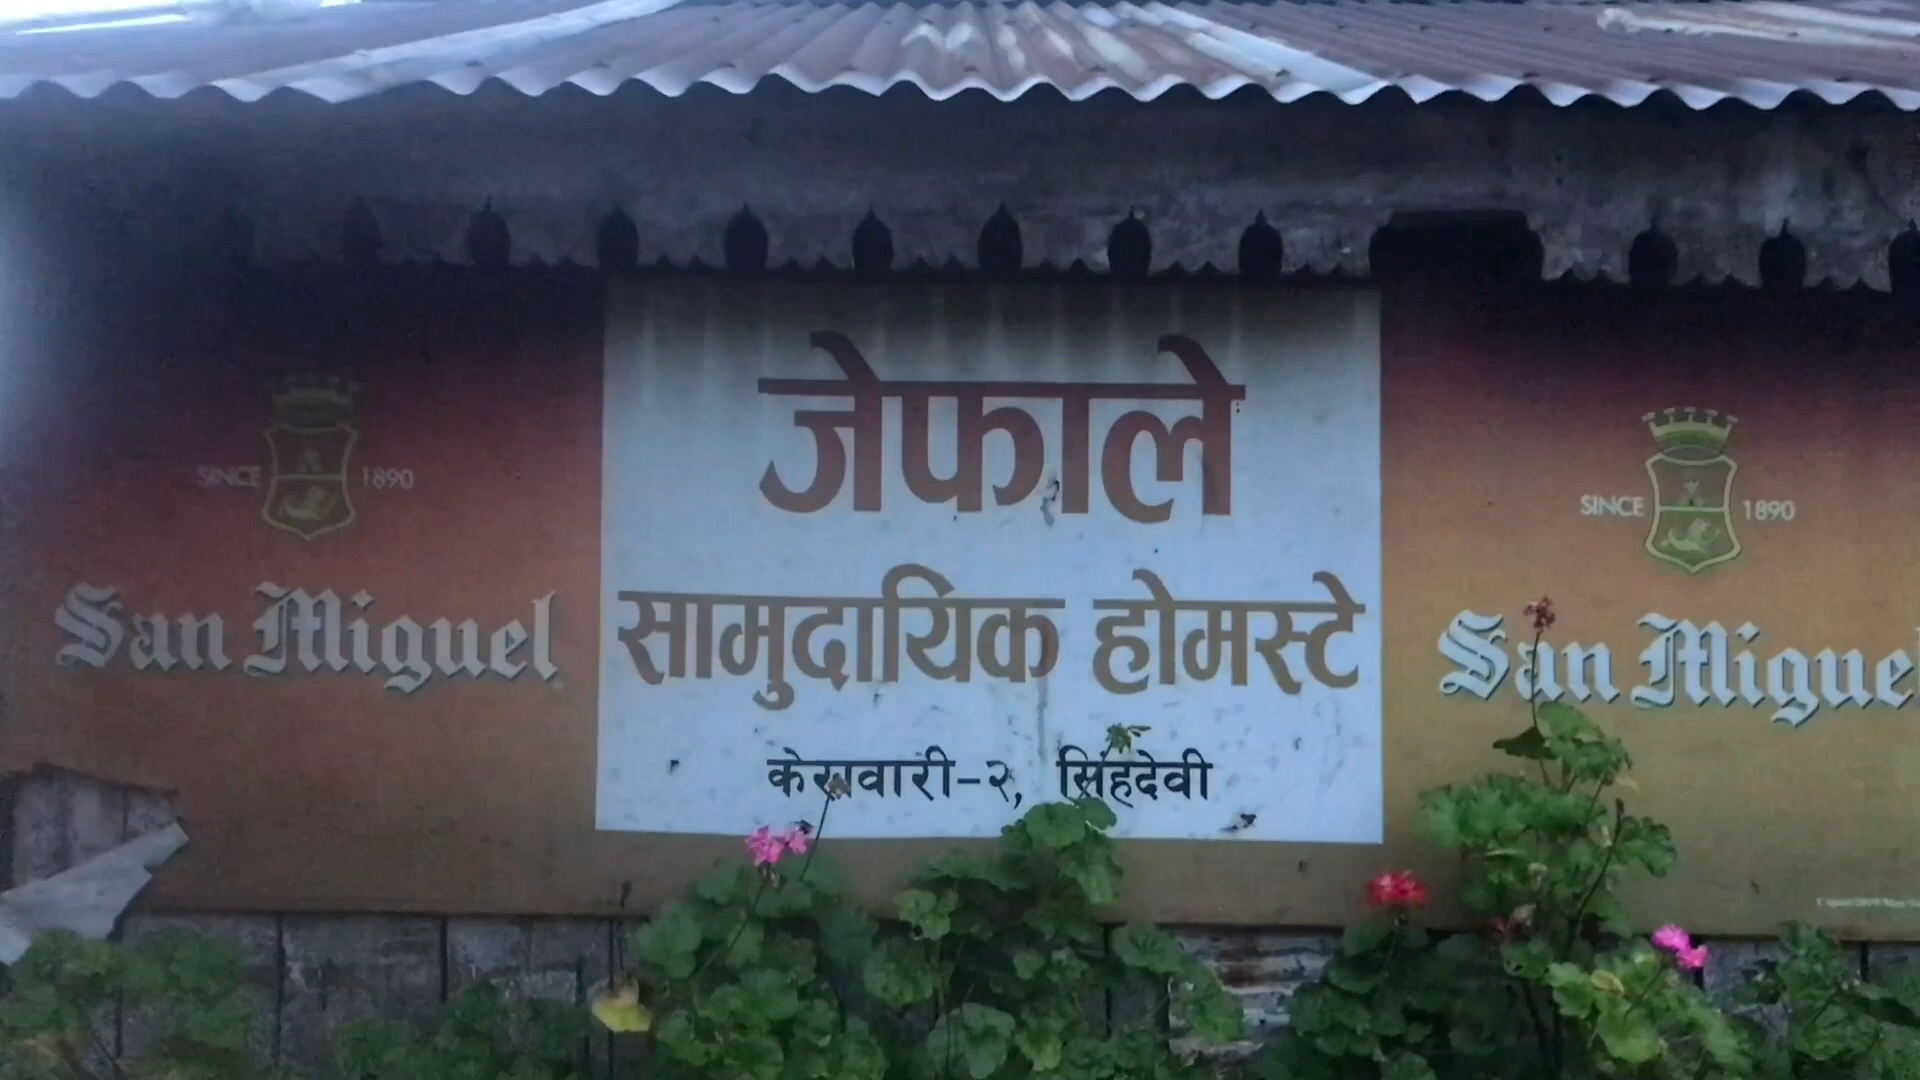 SINCE 1890
San Miguel
जेफाले
सामुदायिक होमस्टे
केरावारी-२, सिंहदेवी
SINCE 1890
San Migue